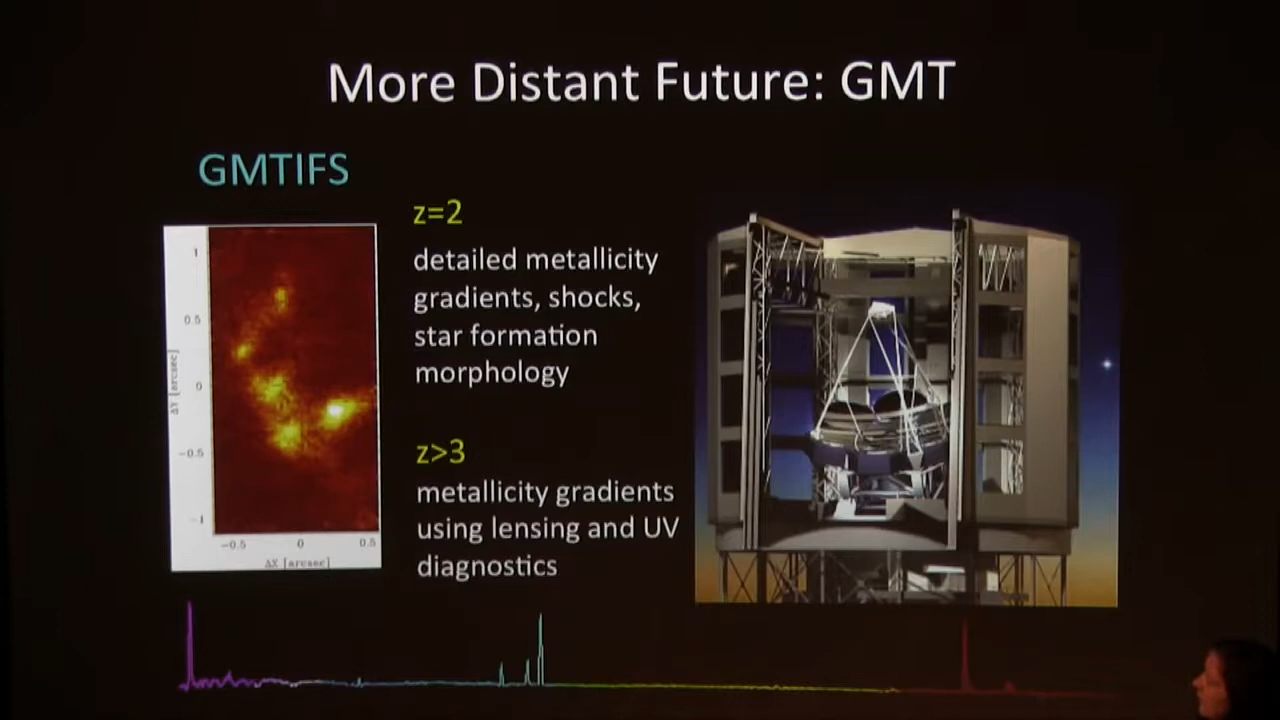 More Distant Future: GMT
GMTIFS
z=2
detailed metallicity
gradients, shocks,
star formation
morphology
z>3
metallicity gradients
using lensing and UV
diagnostics
1
0.5
0
-0.5
-1
ΔY [arcsec]
-0.5 0 0.5
ΔX [arcsec]